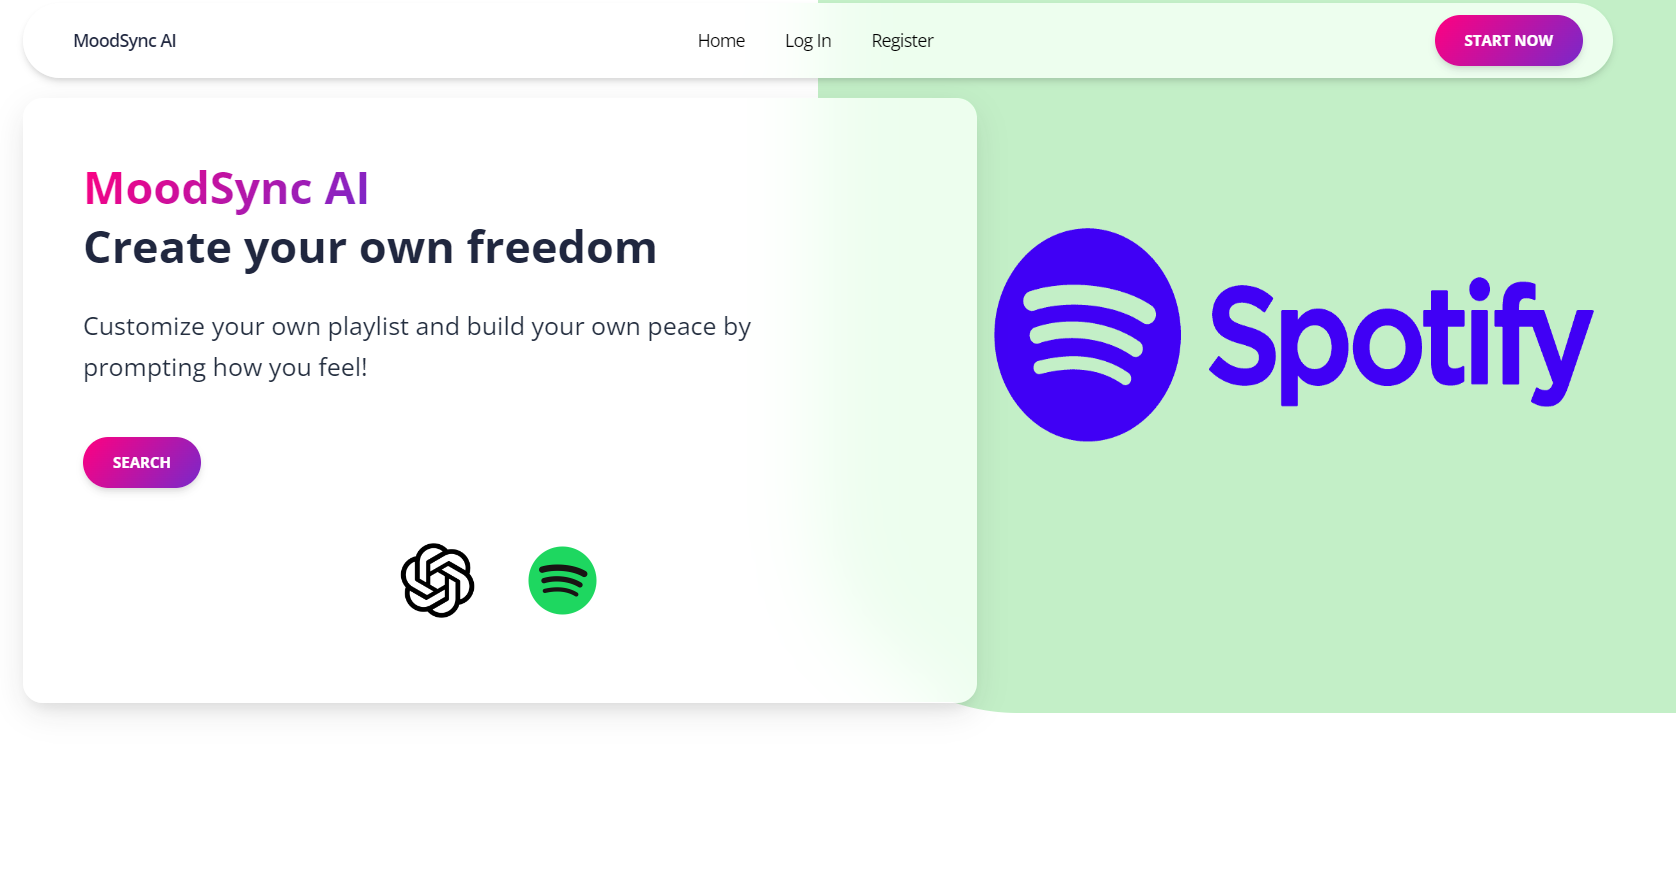 MoodSync AI
Home
Log In
Register
START NOW
MoodSync AI
Create your own freedom
Customize your own playlist and build your own peace by
prompting how you feel!
SEARCH
Spotify